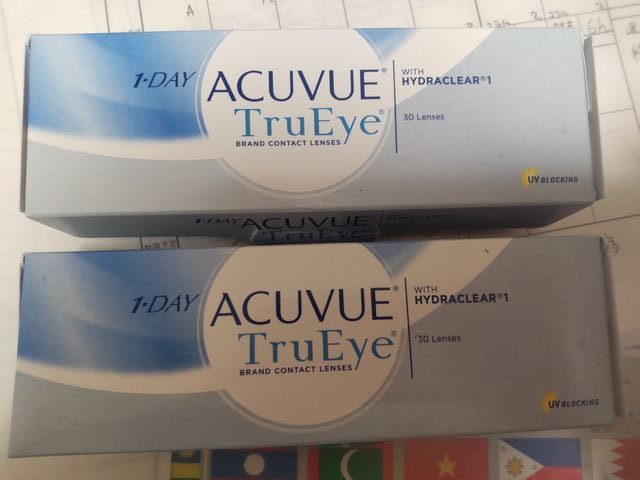 1·DAY ACUVUE®
TruEye®
BRAND CONTACT LENSES
WITH
HYDRACLEAR®1
30 Lenses
UV BLOCKING
1·DAY ACUVUE
TruEye
1·DAY ACUVUE®
TruEye®
BRAND CONTACT LENSES
WITH
HYDRACLEAR®1
30 Lenses
UV BLOCKING